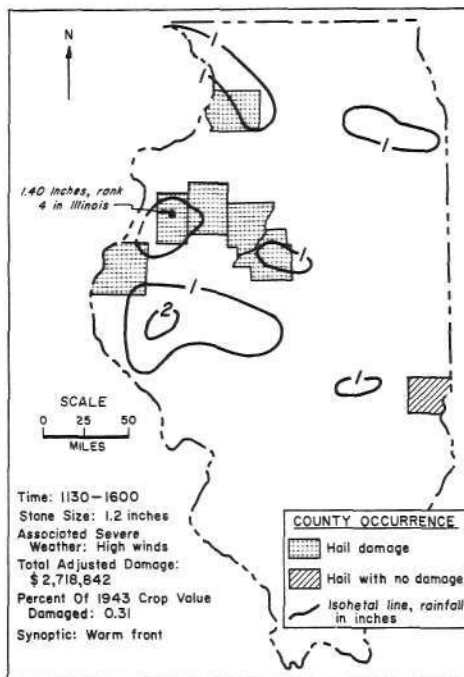 N
1
1
1
1.40 Inches, rank
4 in Illinois
1
1
2
1
SCALE
0 25 50
MILES
Time: 1130-1600
Stone Size: 1.2 inches
Associated Severe
Weather: High winds
Total Adjusted Damage:
$2,718,842
Percent Of 1943 Crop Value
Damaged: 0.31
Synoptic: Warm front
COUNTY OCCURRENCE
Hail damage
Hail with no damage
Isohetal line, rainfall
in inches